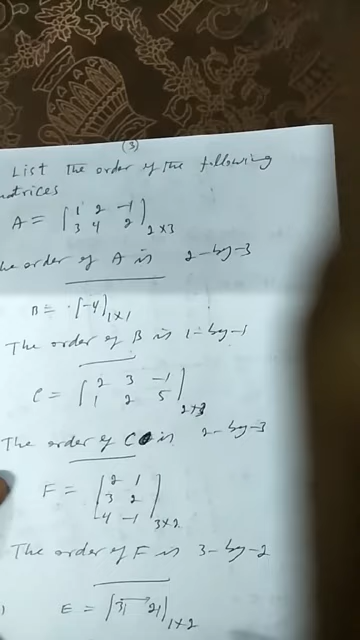 (3)
List the order of the following
matrices
A = [1 2 -1
3 4 2] 2×3
the order of A is 2-by-3
B = [-4] 1×1
The order of B is 1-by-1
C = [2 3 -1
1 2 5] 2×3
The order of C is 2-by-3
F = [2 1
3 2
4 -1] 3×2
The order of F is 3-by-2
E = [ ] 1×2